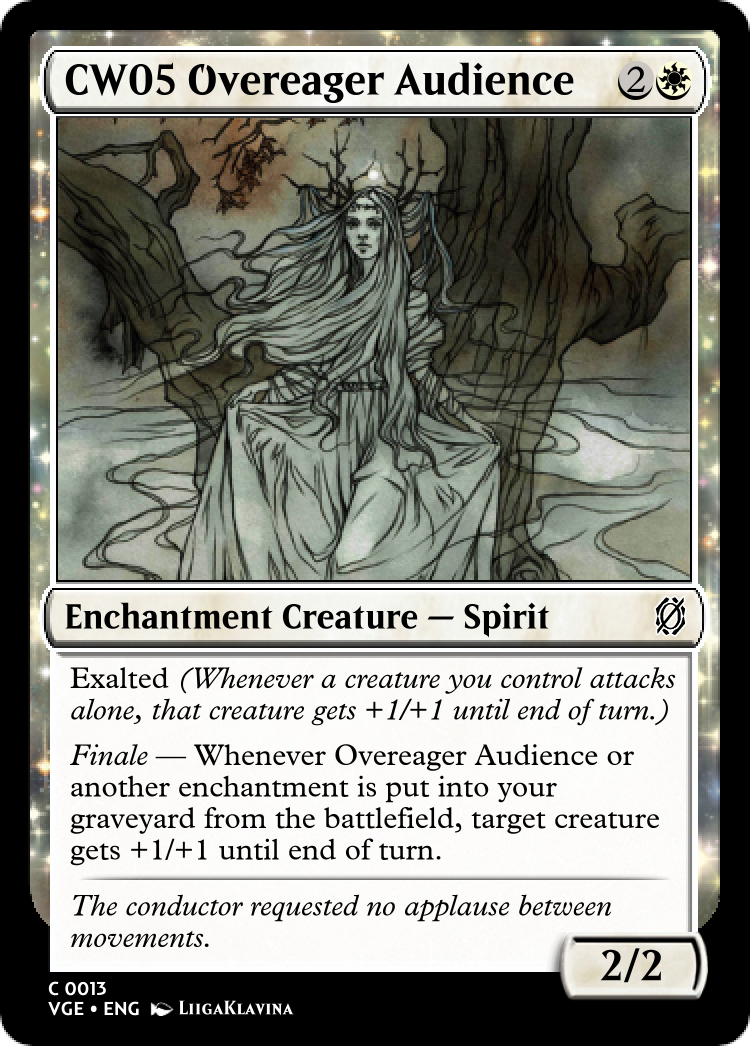 CW05 Overeager Audience 2
Enchantment Creature — Spirit
Exalted (Whenever a creature you control attacks
alone, that creature gets +1/+1 until end of turn.)
Finale — Whenever Overeager Audience or
another enchantment is put into your
graveyard from the battlefield, target creature
gets +1/+1 until end of turn.
The conductor requested no applause between
movements.
2/2
C 0013
VGE • ENG LiigaKlavina